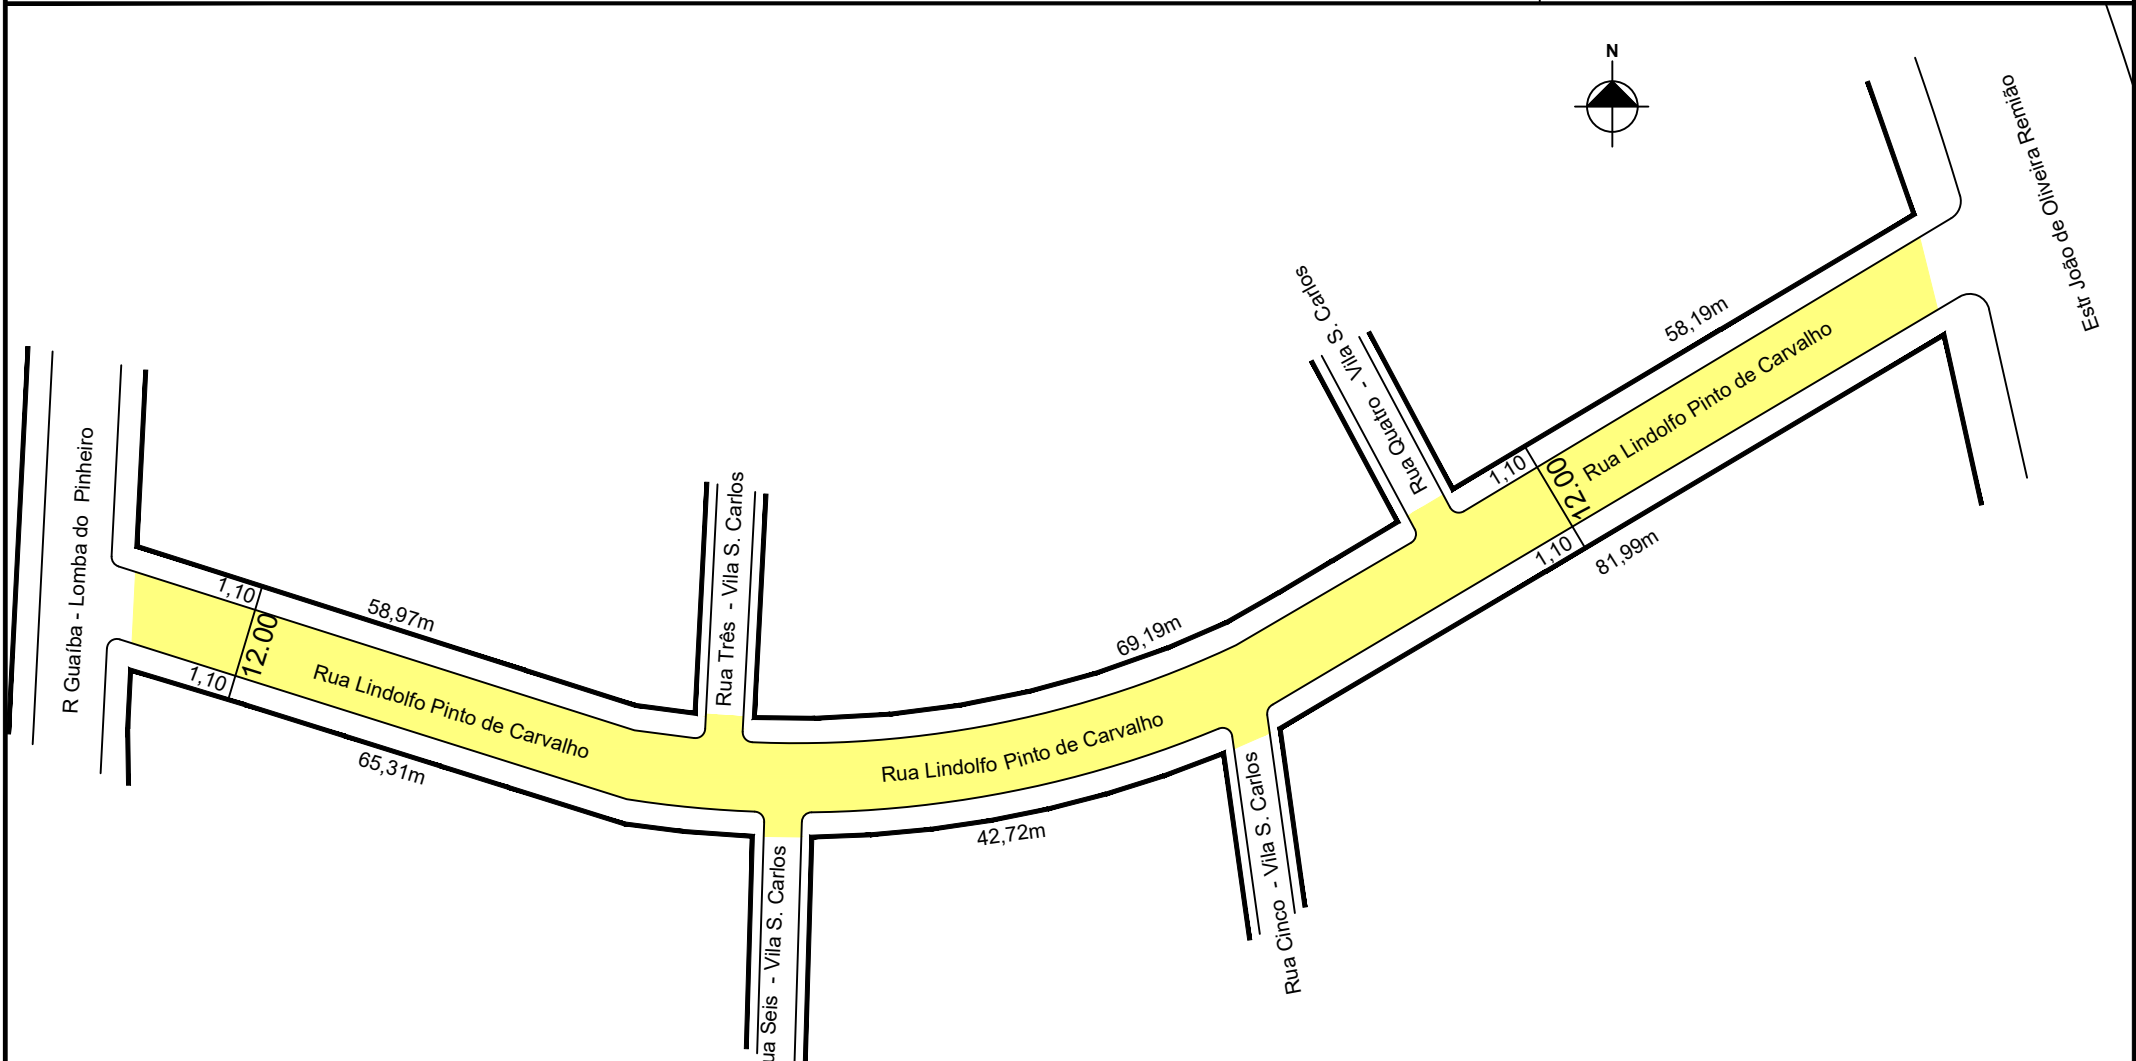 N
Estr João de Oliveira Remião
Rua Quatro - Vila S. Carlos
58,19m
Rua Lindolfo Pinto de Carvalho
1,10
12.00
1,10
81,99m
R Guaíba - Lomba do Pinheiro
Rua Três - Vila S. Carlos
1,10
58,97m
12.00
69,19m
1,10
Rua Lindolfo Pinto de Carvalho
Rua Lindolfo Pinto de Carvalho
65,31m
42,72m
Rua Cinco - Vila S. Carlos
ua Seis - Vila S. Carlos